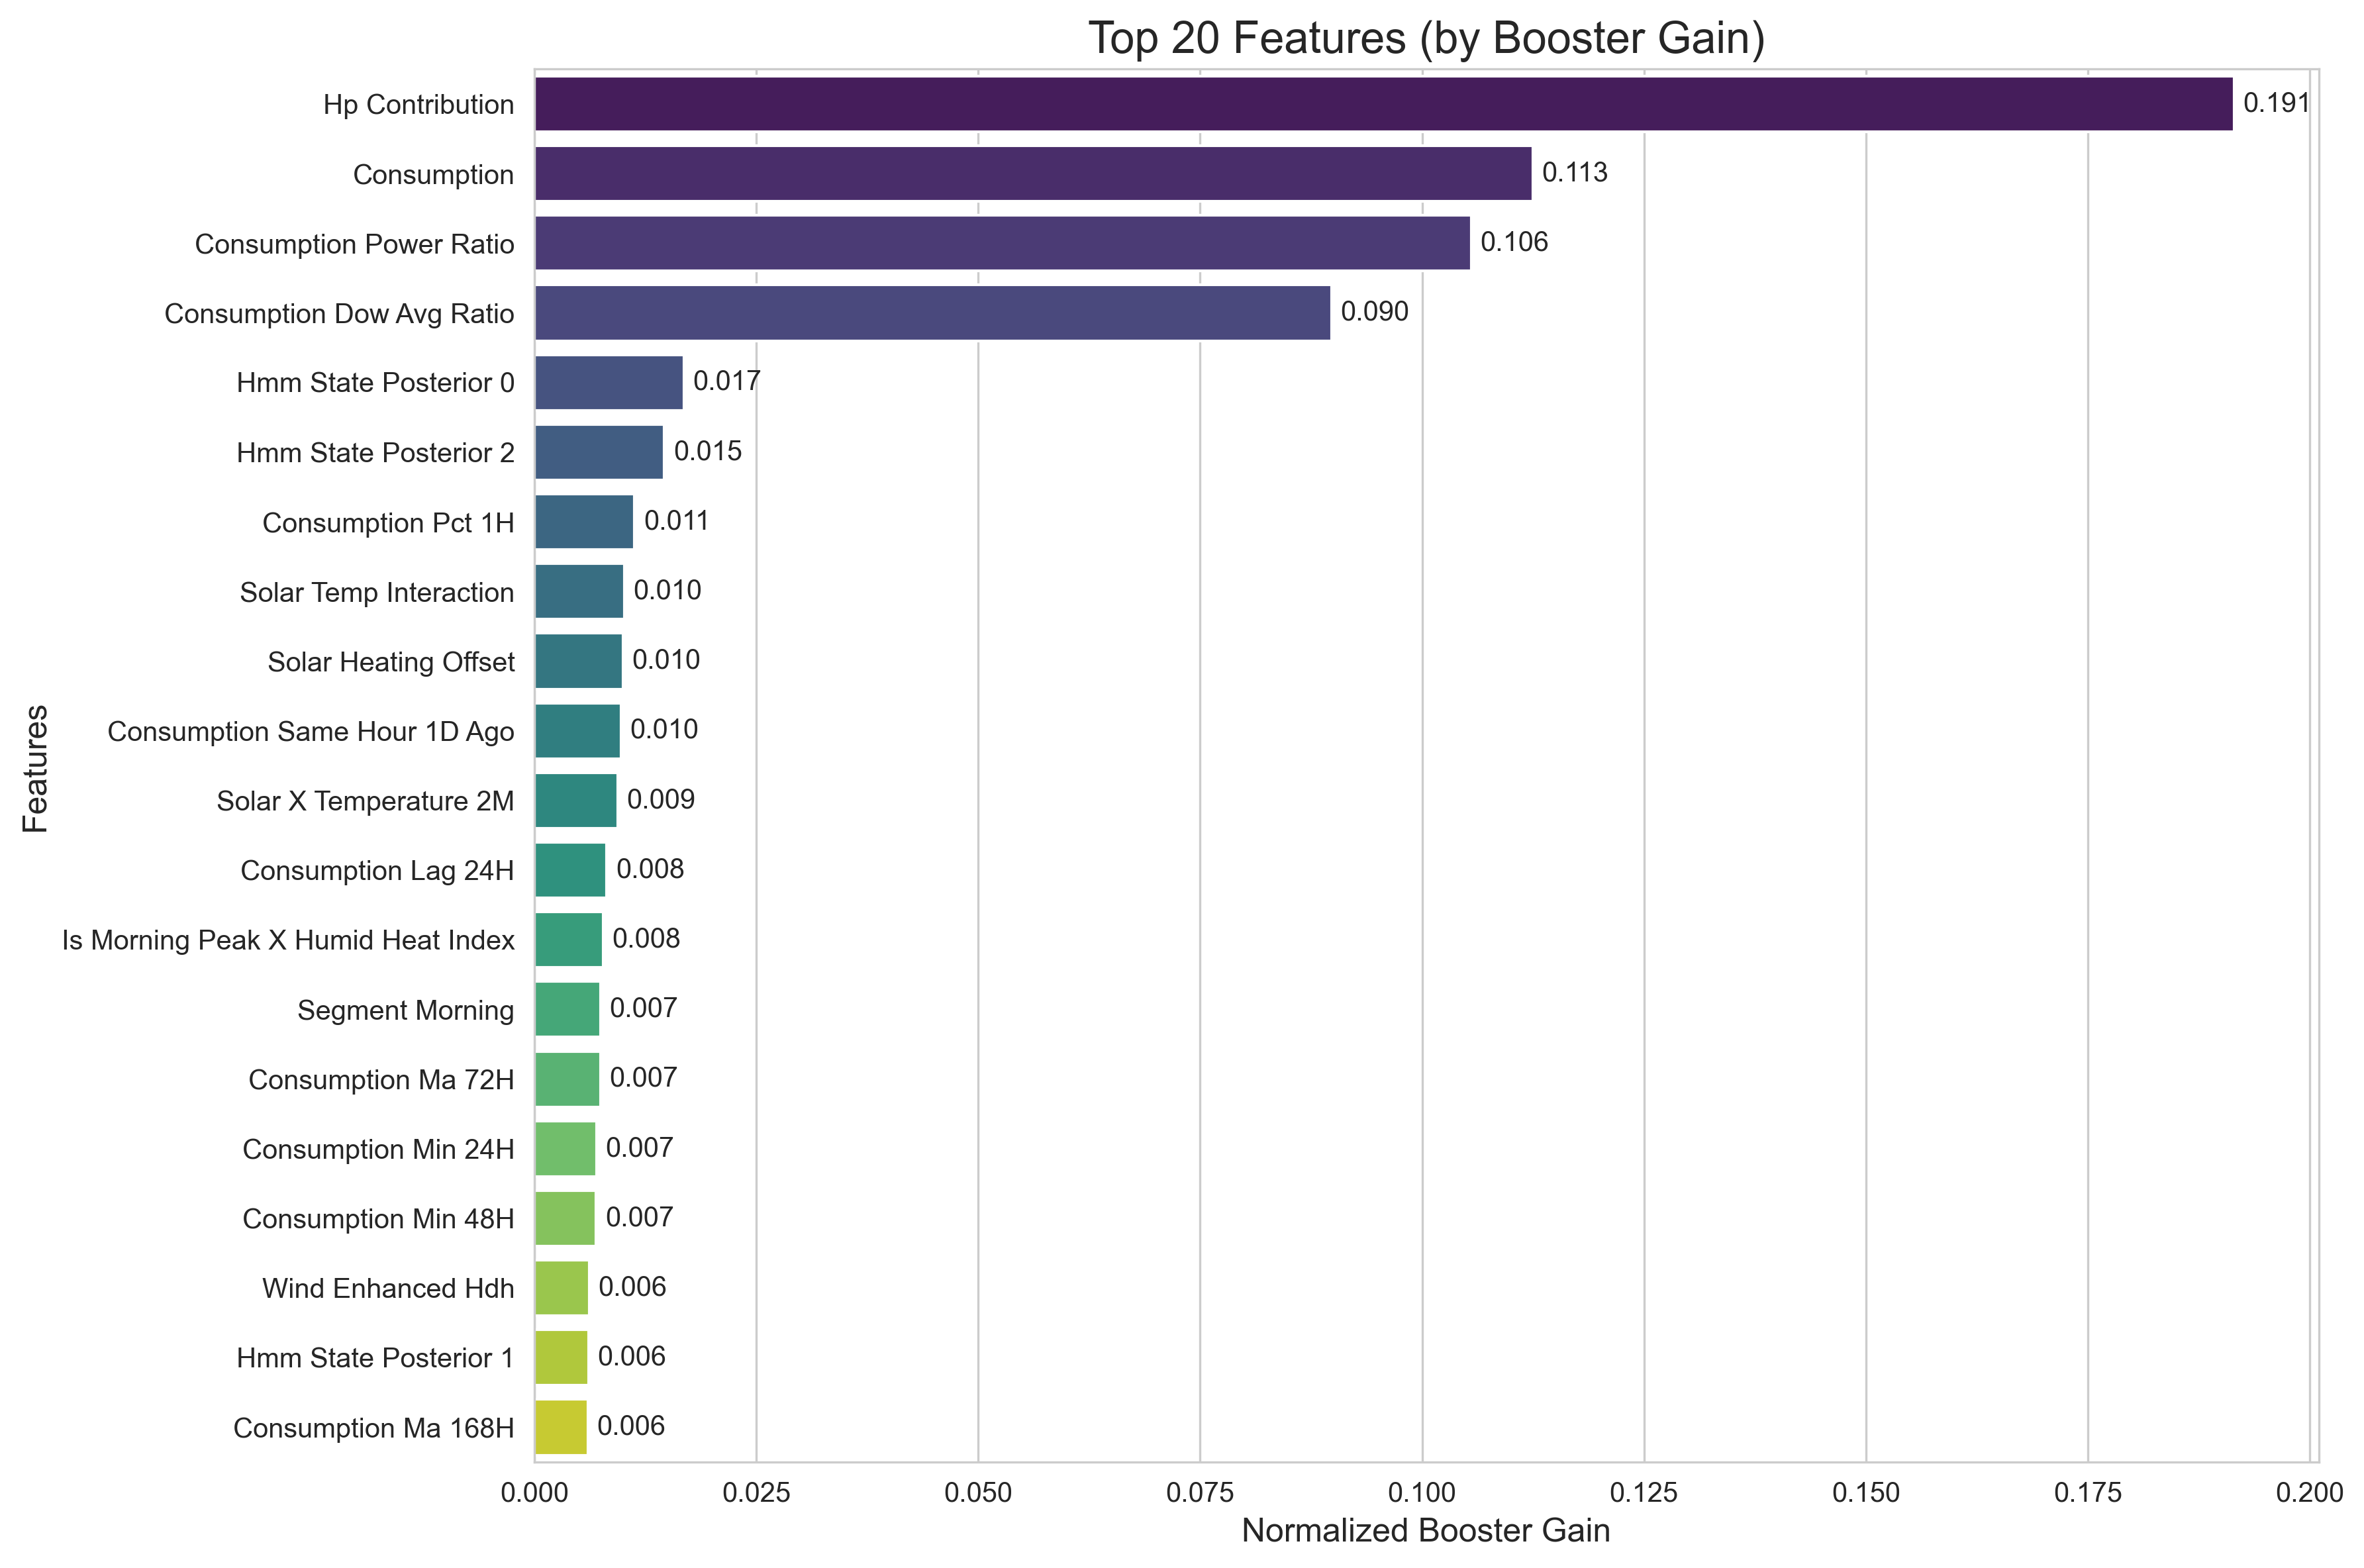 Top 20 Features (by Booster Gain)
Hp Contribution 0.191
Consumption 0.113
Consumption Power Ratio 0.106
Consumption Dow Avg Ratio 0.090
Hmm State Posterior 0 0.017
Hmm State Posterior 2 0.015
Consumption Pct 1H 0.011
Solar Temp Interaction 0.010
Solar Heating Offset 0.010
Consumption Same Hour 1D Ago 0.010
Solar X Temperature 2M 0.009
Consumption Lag 24H 0.008
Is Morning Peak X Humid Heat Index 0.008
Segment Morning 0.007
Consumption Ma 72H 0.007
Consumption Min 24H 0.007
Consumption Min 48H 0.007
Wind Enhanced Hdh 0.006
Hmm State Posterior 1 0.006
Consumption Ma 168H 0.006
Features
0.000 0.025 0.050 0.075 0.100 0.125 0.150 0.175 0.200
Normalized Booster Gain